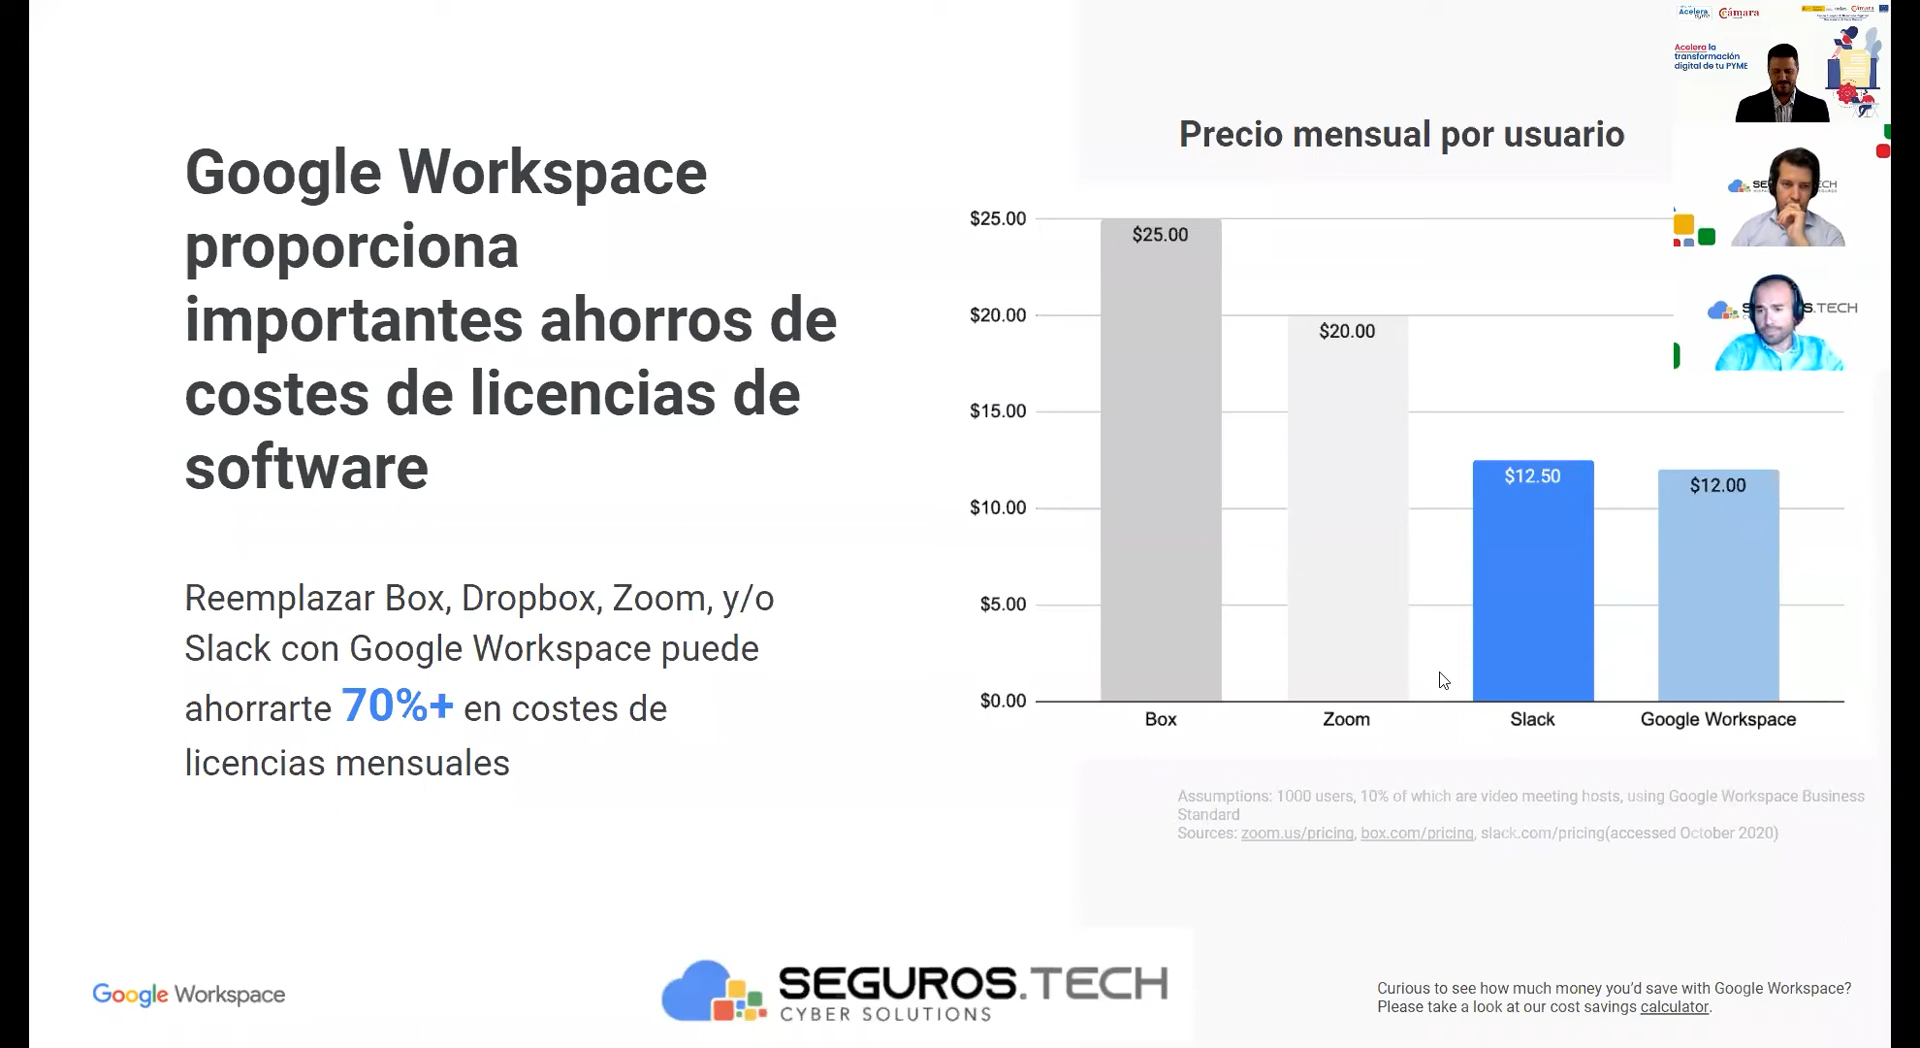 Google Workspace
proporciona
importantes ahorros de
costes de licencias de
software
Reemplazar Box, Dropbox, Zoom, y/o
Slack con Google Workspace puede
ahorrarte 70%+ en costes de
licencias mensuales
Precio mensual por usuario
$25.00
$20.00
$15.00
$10.00
$5.00
$0.00
$25.00
$20.00
$12.50
$12.00
Box
Zoom
Slack
Google Workspace
Assumptions: 1000 users, 10% of which are video meeting hosts, using Google Workspace Business
Standard
Sources: zoom.us/pricing, box.com/pricing, slack.com/pricing(accessed October 2020)
Acelera
pyme
Cámara
Acelera la
transformación
digital de tu PYME
Google Workspace
SEGUROS.TECH
CYBER SOLUTIONS
Curious to see how much money you’d save with Google Workspace?
Please take a look at our cost savings calculator.